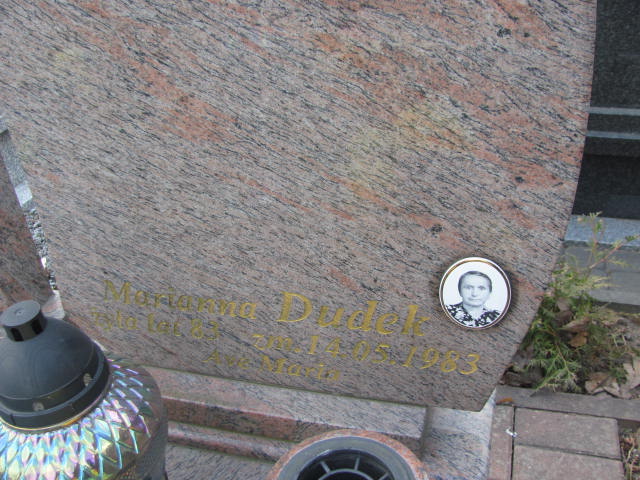 Marianna Dudek
żyła lat 83 zm. 14.05.1983
Ave Maria